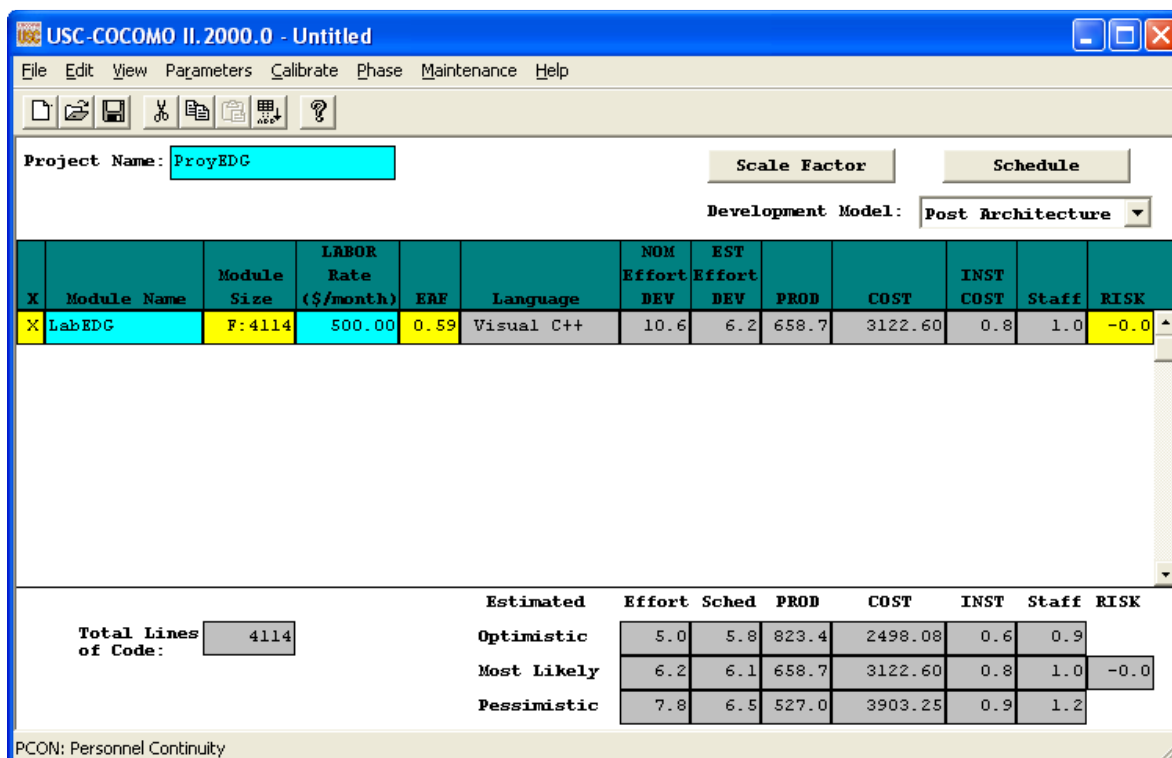 USC-COCOMO II.2000.0 - Untitled
File Edit View Parameters Calibrate Phase Maintenance Help
Project Name: ProyEDG
Scale Factor Schedule
Development Model: Post Architecture
X Module Name Module Size LABOR Rate ($/month) EAF Language NOM Effort DEV EST Effort DEV PROD COST INST COST Staff RISK
X LabEDG F:4114 500.00 0.59 Visual C++ 10.6 6.2 658.7 3122.60 0.8 1.0 -0.0
Estimated Effort Sched PROD COST INST Staff RISK
Total Lines of Code: 4114
Optimistic 5.0 5.8 823.4 2498.08 0.6 0.9
Most Likely 6.2 6.1 658.7 3122.60 0.8 1.0 -0.0
Pessimistic 7.8 6.5 527.0 3903.25 0.9 1.2
PCON: Personnel Continuity